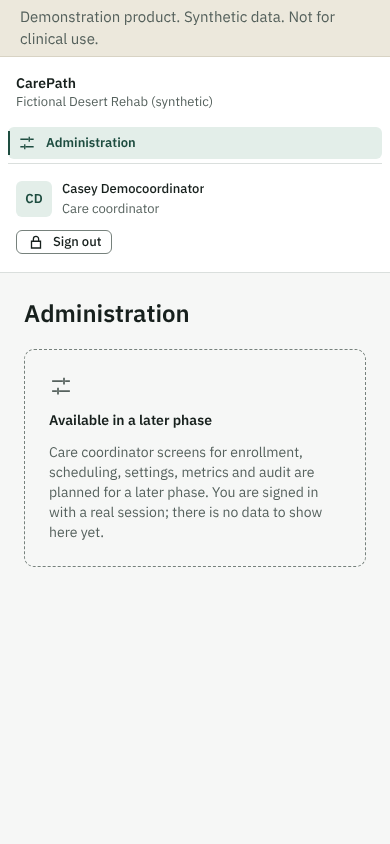 Demonstration product. Synthetic data. Not for
clinical use.
CarePath
Fictional Desert Rehab (synthetic)
Administration
CD
Casey Democoordinator
Care coordinator
Sign out
Administration
Available in a later phase
Care coordinator screens for enrollment,
scheduling, settings, metrics and audit are
planned for a later phase. You are signed in
with a real session; there is no data to show
here yet.